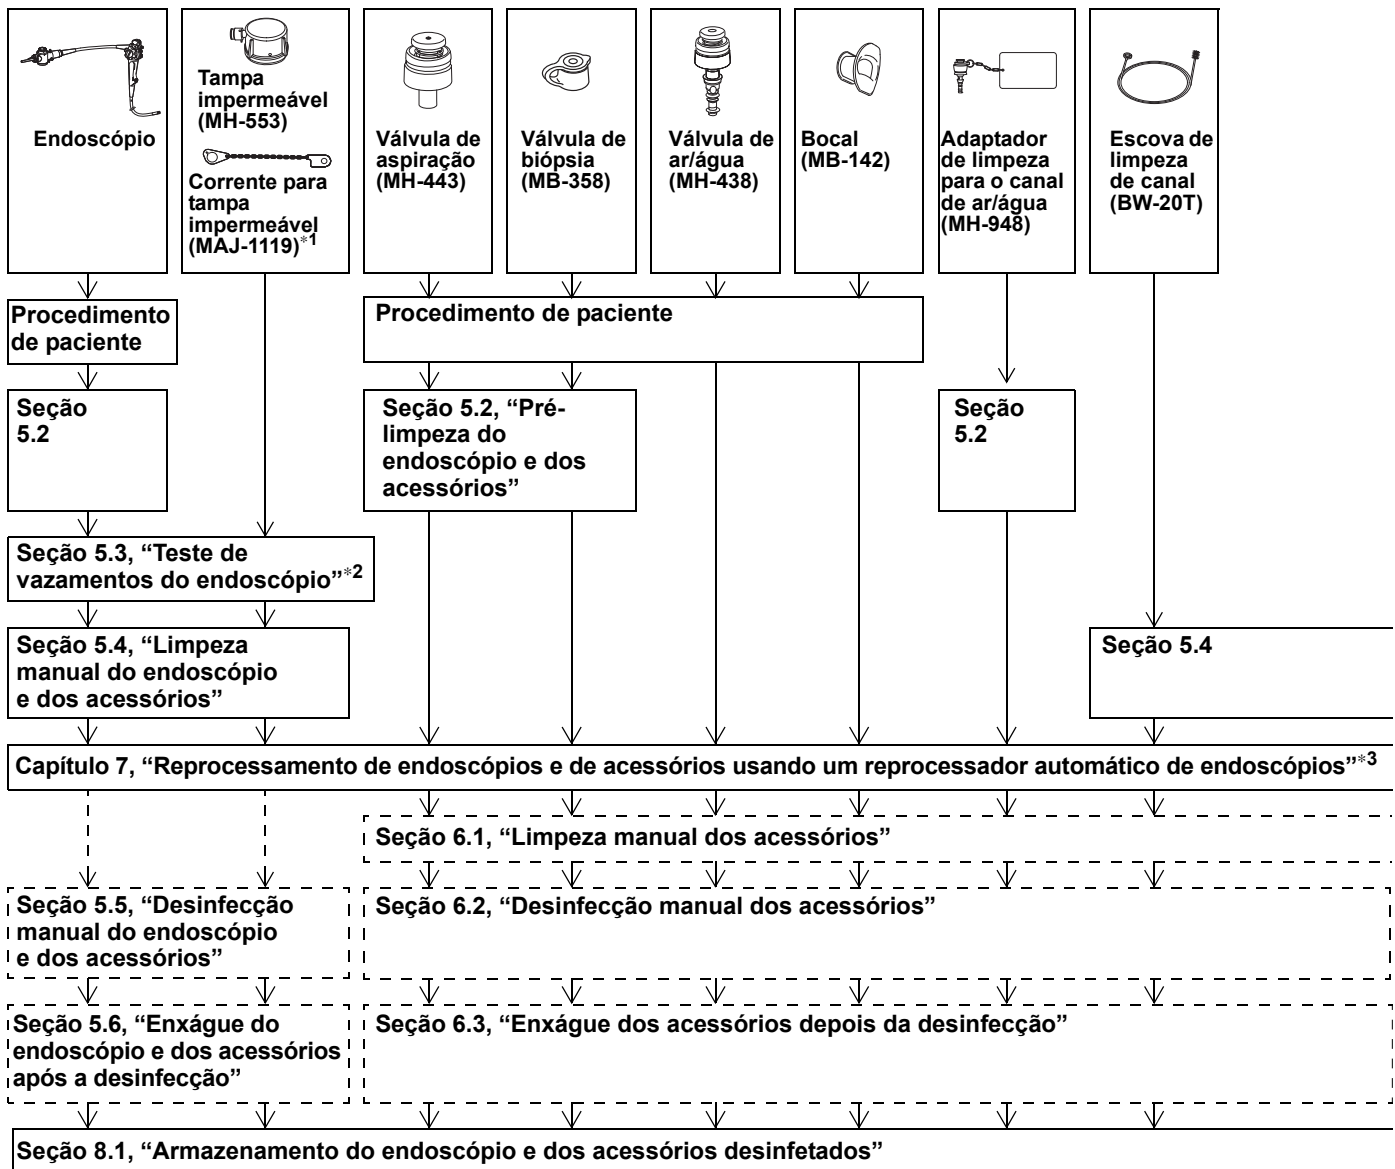 Endoscópio
Tampa
impermeável
(MH-553)
Corrente para
tampa
impermeável
(MAJ-1119)*1
Válvula de
aspiração
(MH-443)
Válvula de
biópsia
(MB-358)
Válvula de
ar/água
(MH-438)
Bocal
(MB-142)
Adaptador
de limpeza
para o canal
de ar/água
(MH-948)
Escova de
limpeza
de canal
(BW-20T)
Procedimento
de paciente
Procedimento de paciente
Seção
5.2
Seção 5.2, “Pré-
limpeza do
endoscópio e dos
acessórios”
Seção
5.2
Seção 5.3, “Teste de
vazamentos do endoscópio”*2
Seção 5.4, “Limpeza
manual do endoscópio
e dos acessórios”
Seção 5.4
Capítulo 7, “Reprocessamento de endoscópios e de acessórios usando um reprocessador automático de endoscópios”*3
Seção 6.1, “Limpeza manual dos acessórios”
Seção 5.5, “Desinfecção
manual do endoscópio
e dos acessórios”
Seção 6.2, “Desinfecção manual dos acessórios”
Seção 5.6, “Enxágue do
endoscópio e dos acessórios
após a desinfecção”
Seção 6.3, “Enxágue dos acessórios depois da desinfecção”
Seção 8.1, “Armazenamento do endoscópio e dos acessórios desinfetados”